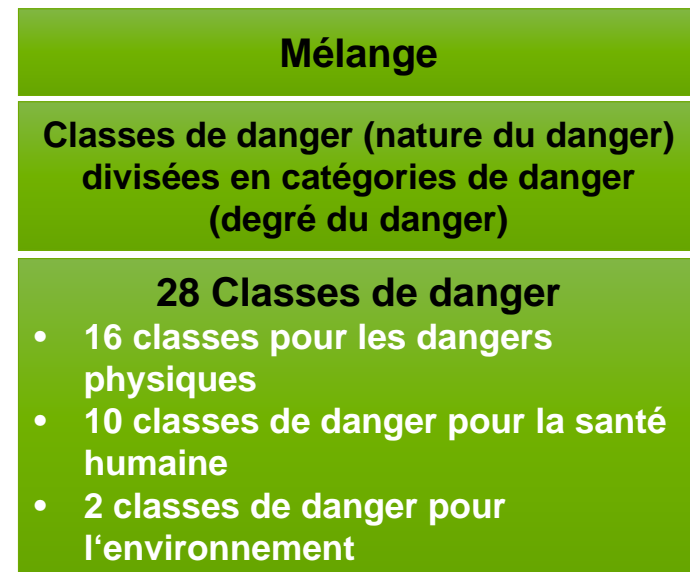 Mélange
Classes de danger (nature du danger)
divisées en catégories de danger
(degré du danger)
28 Classes de danger
• 16 classes pour les dangers
physiques
• 10 classes de danger pour la santé
humaine
• 2 classes de danger pour
l‘environnement